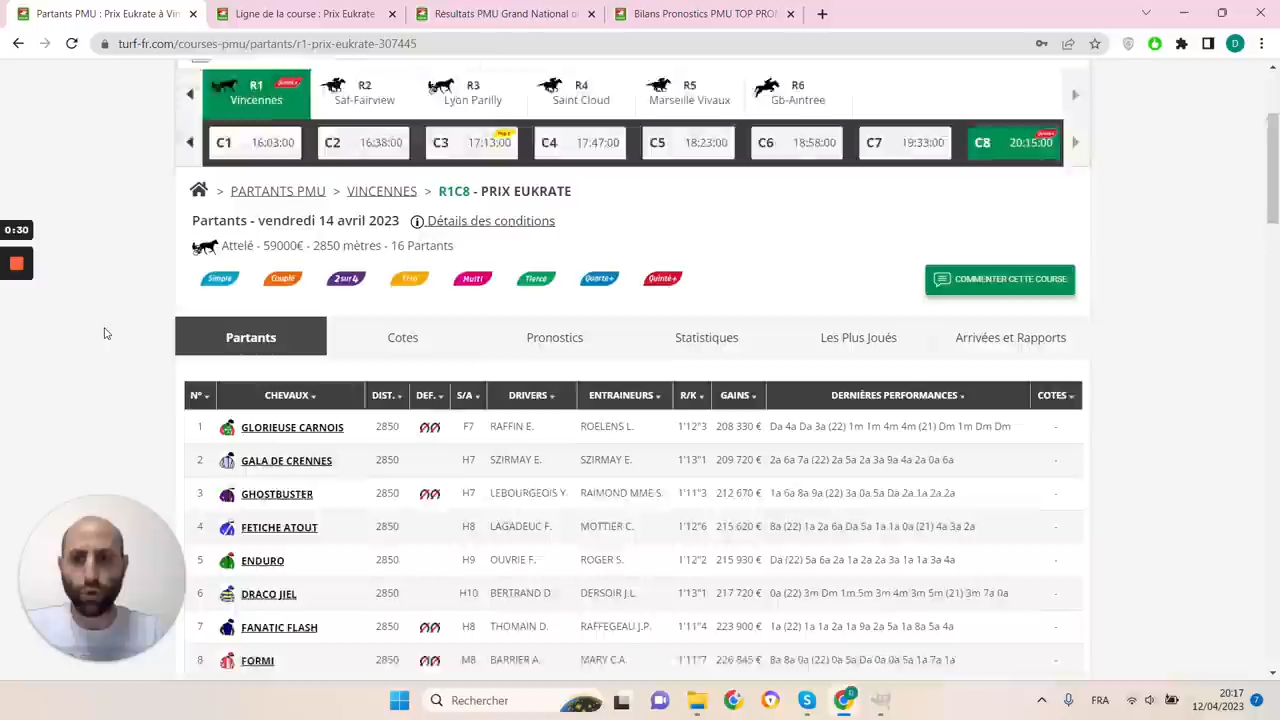 Partants PMU : Prix Eukrate à Vin
Ligne de course : Prix Eukrate
Résultats PMU Grand National d
Bilans Pronostics PMU TOP PRO
turf-fr.com/courses-pmu/partants/r1-prix-eukrate-307445
R1 Vincennes
R2 Saf-Fairview
R3 Lyon Parilly
R4 Saint Cloud
R5 Marseille Vivaux
R6 Gb-Aintree
C1 16:03:00 C2 16:38:00 C3 17:13:00 C4 17:47:00 C5 18:23:00 C6 18:58:00 C7 19:33:00 C8 20:15:00
> PARTANTS PMU > VINCENNES > R1C8 - PRIX EUKRATE
Partants - vendredi 14 avril 2023 Détails des conditions
Attelé - 59000€ - 2850 mètres - 16 Partants
Simple Couplé 2sur4 Trio Multi Tiercé Quarté+ Quinté+
COMMENTER CETTE COURSE
0:30
Partants Cotes Pronostics Statistiques Les Plus Joués Arrivées et Rapports
N° CHEVAUX DIST. DEF. S/A DRIVERS ENTRAINEURS R/K GAINS DERNIÈRES PERFORMANCES COTES
1 GLORIEUSE CARNOIS 2850 F7 RAFFIN E. ROELENS L. 1'12"3 208 330 € Da 4a Da 3a (22) 1m 1m 4m 4m (21) Dm 1m Dm Dm -
2 GALA DE CRENNES 2850 H7 SZIRMAY E. SZIRMAY E. 1'13"1 209 720 € 2a 6a 7a (22) 2a 5a 2a 3a 9a 4a 2a 0a 6a -
3 GHOSTBUSTER 2850 H7 LEBOURGEOIS Y. RAIMOND MME S. 1'11"3 212 670 € 1a 6a 8a 9a (22) 3a 0a 5a Da 2a 1a 2a 2a -
4 FETICHE ATOUT 2850 H8 LAGADEUC F. MOTTIER C. 1'12"6 215 620 € 8a (22) 1a 2a 6a Da 5a 1a 1a 0a (21) 4a 3a 2a -
5 ENDURO 2850 H9 OUVRIE F. ROGER S. 1'12"2 215 930 € Da (22) 5a 6a 2a 1a 2a 2a 3a 1a 1a 3a 4a -
6 DRACO JIEL 2850 H10 BERTRAND D. DERSOIR J.L. 1'13"1 217 720 € 0a (22) 3m Dm 1m 5m 3m 4m 3m 5m (21) 3m 7a 0a -
7 FANATIC FLASH 2850 H8 THOMAIN D. RAFFEGEAU J.P. 1'11"4 223 900 € 1a (22) 1a 1a 2a 1a 9a 2a 5a 1a 8a 5a 4a -
8 FORMI 2850 M8 BARRIER A. MARY C.A. 1'11"7 226 845 € 8a 8a 0a (22) 0a 5a Da 0a 0a 5a 1a 7a 1a -
Rechercher
FRA
20:17
12/04/2023